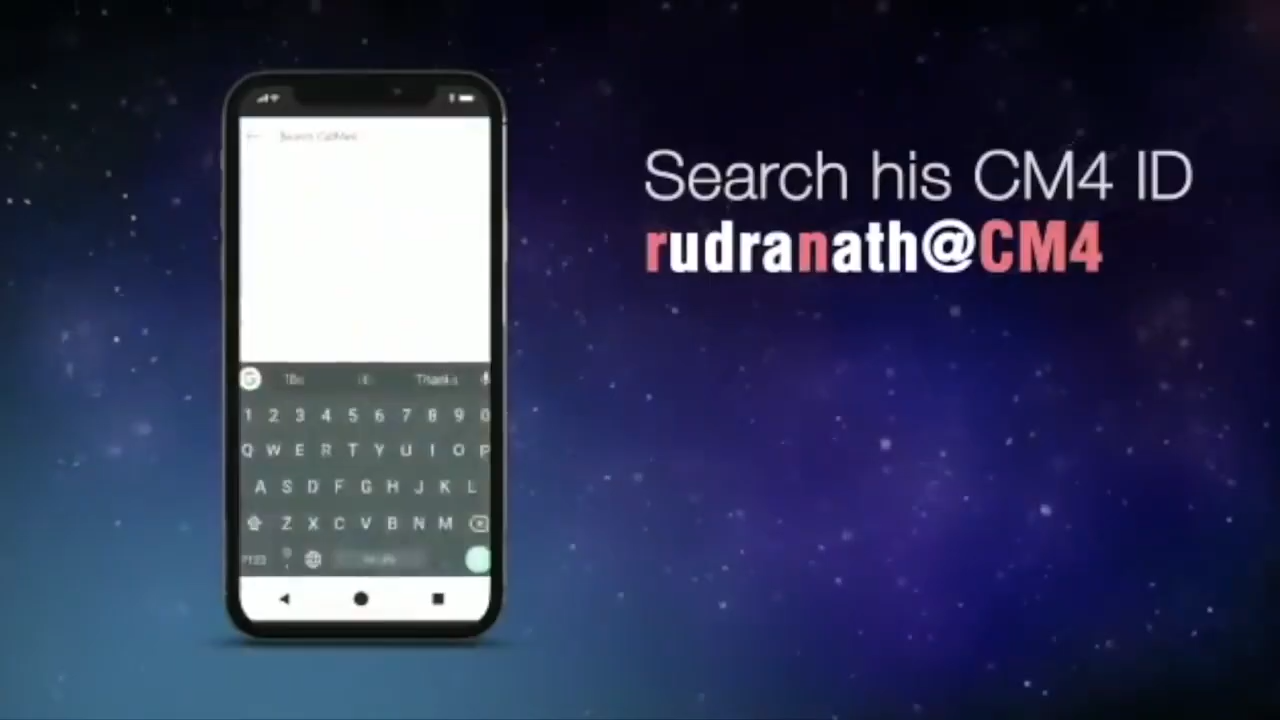 Search his CM4 ID
rudranath@CM4
1 2 3 4 5 6 7 8 9 0
Q W E R T Y U I O P
A S D F G H J K L
Z X C V B N M